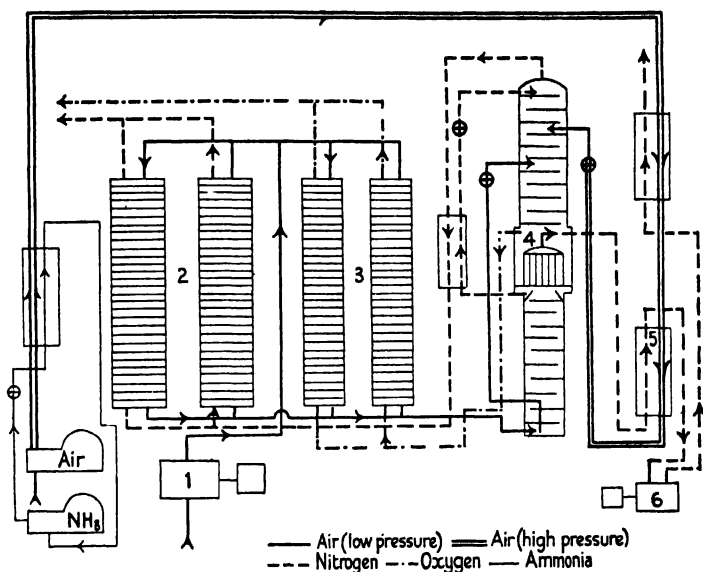 2
3
4
5
Air
1
6
NH3
Air (low pressure) Air (high pressure)
Nitrogen Oxygen Ammonia